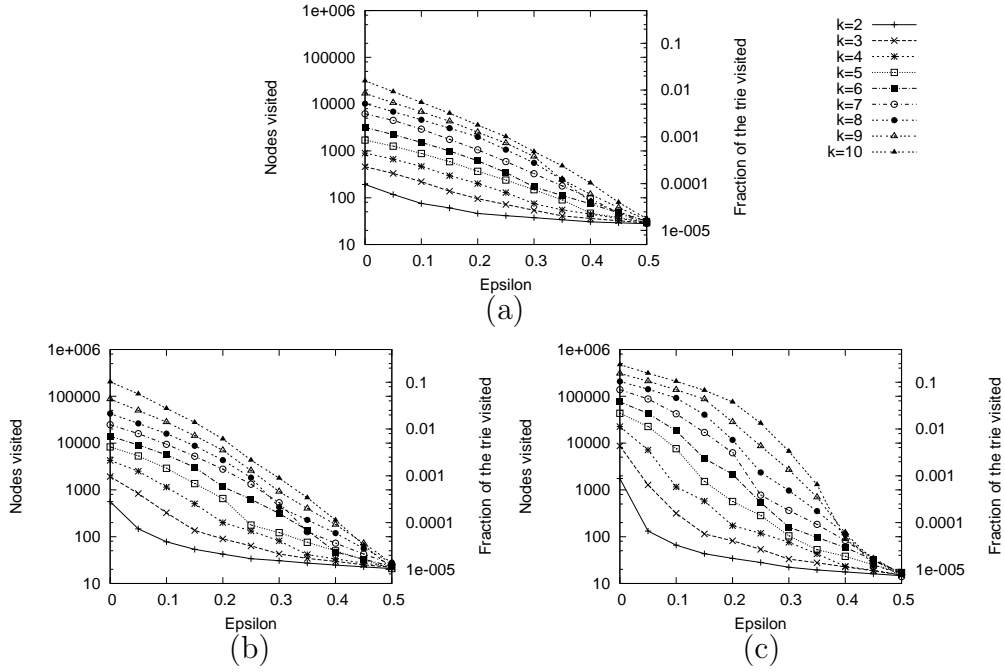 1e+006
100000
10000
1000
100
10
Nodes visited
0 0.1 0.2 0.3 0.4 0.5
Epsilon
0.1
0.01
0.001
0.0001
1e-005
Fraction of the trie visited
(a)
k=2
k=3
k=4
k=5
k=6
k=7
k=8
k=9
k=10
1e+006
100000
10000
1000
100
10
Nodes visited
0 0.1 0.2 0.3 0.4 0.5
Epsilon
0.1
0.01
0.001
0.0001
1e-005
Fraction of the trie visited
(b)
1e+006
100000
10000
1000
100
10
Nodes visited
0 0.1 0.2 0.3 0.4 0.5
Epsilon
0.1
0.01
0.001
0.0001
1e-005
Fraction of the trie visited
(c)